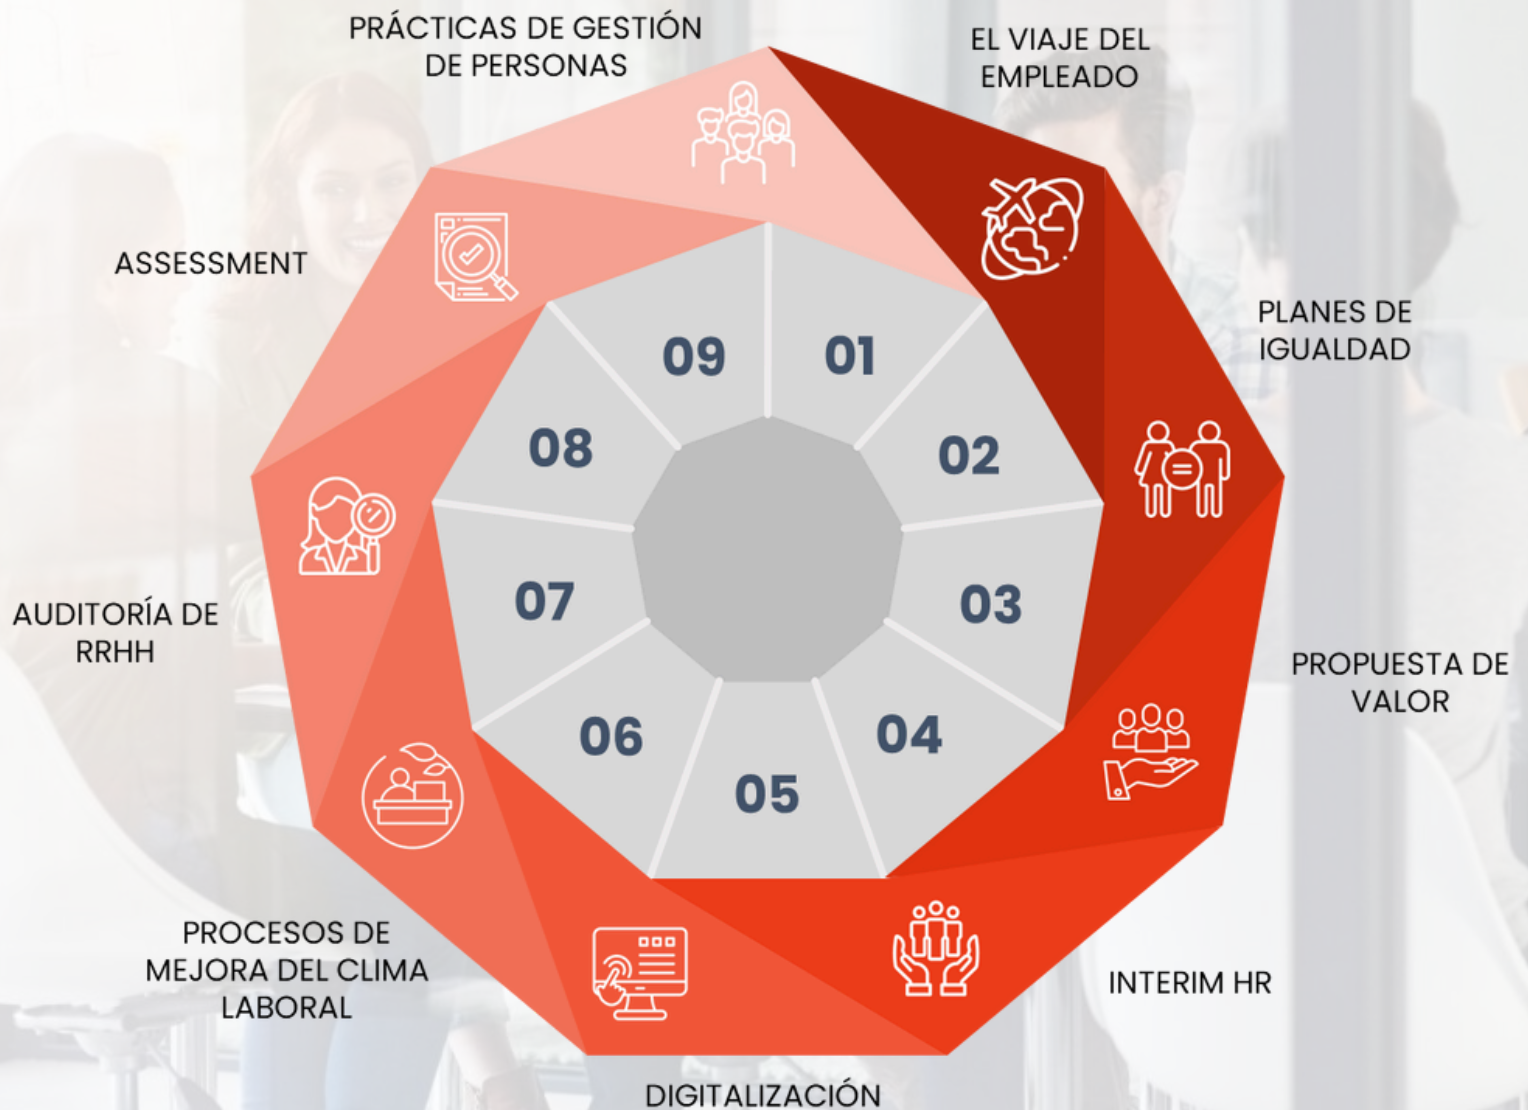 PRÁCTICAS DE GESTIÓN
DE PERSONAS
EL VIAJE DEL
EMPLEADO
ASSESSMENT
PLANES DE
IGUALDAD
09
01
08
02
07
03
AUDITORÍA DE
RRHH
PROPUESTA DE
VALOR
06
04
05
PROCESOS DE
MEJORA DEL CLIMA
LABORAL
INTERIM HR
DIGITALIZACIÓN